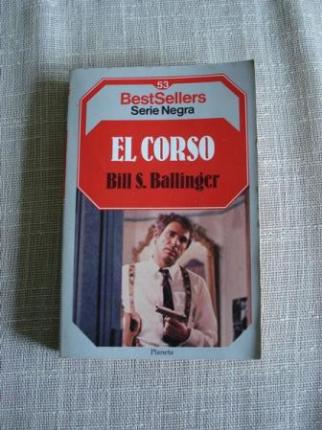 53
BestSellers
Serie Negra
EL CORSO
Bill S. Ballinger
Planeta